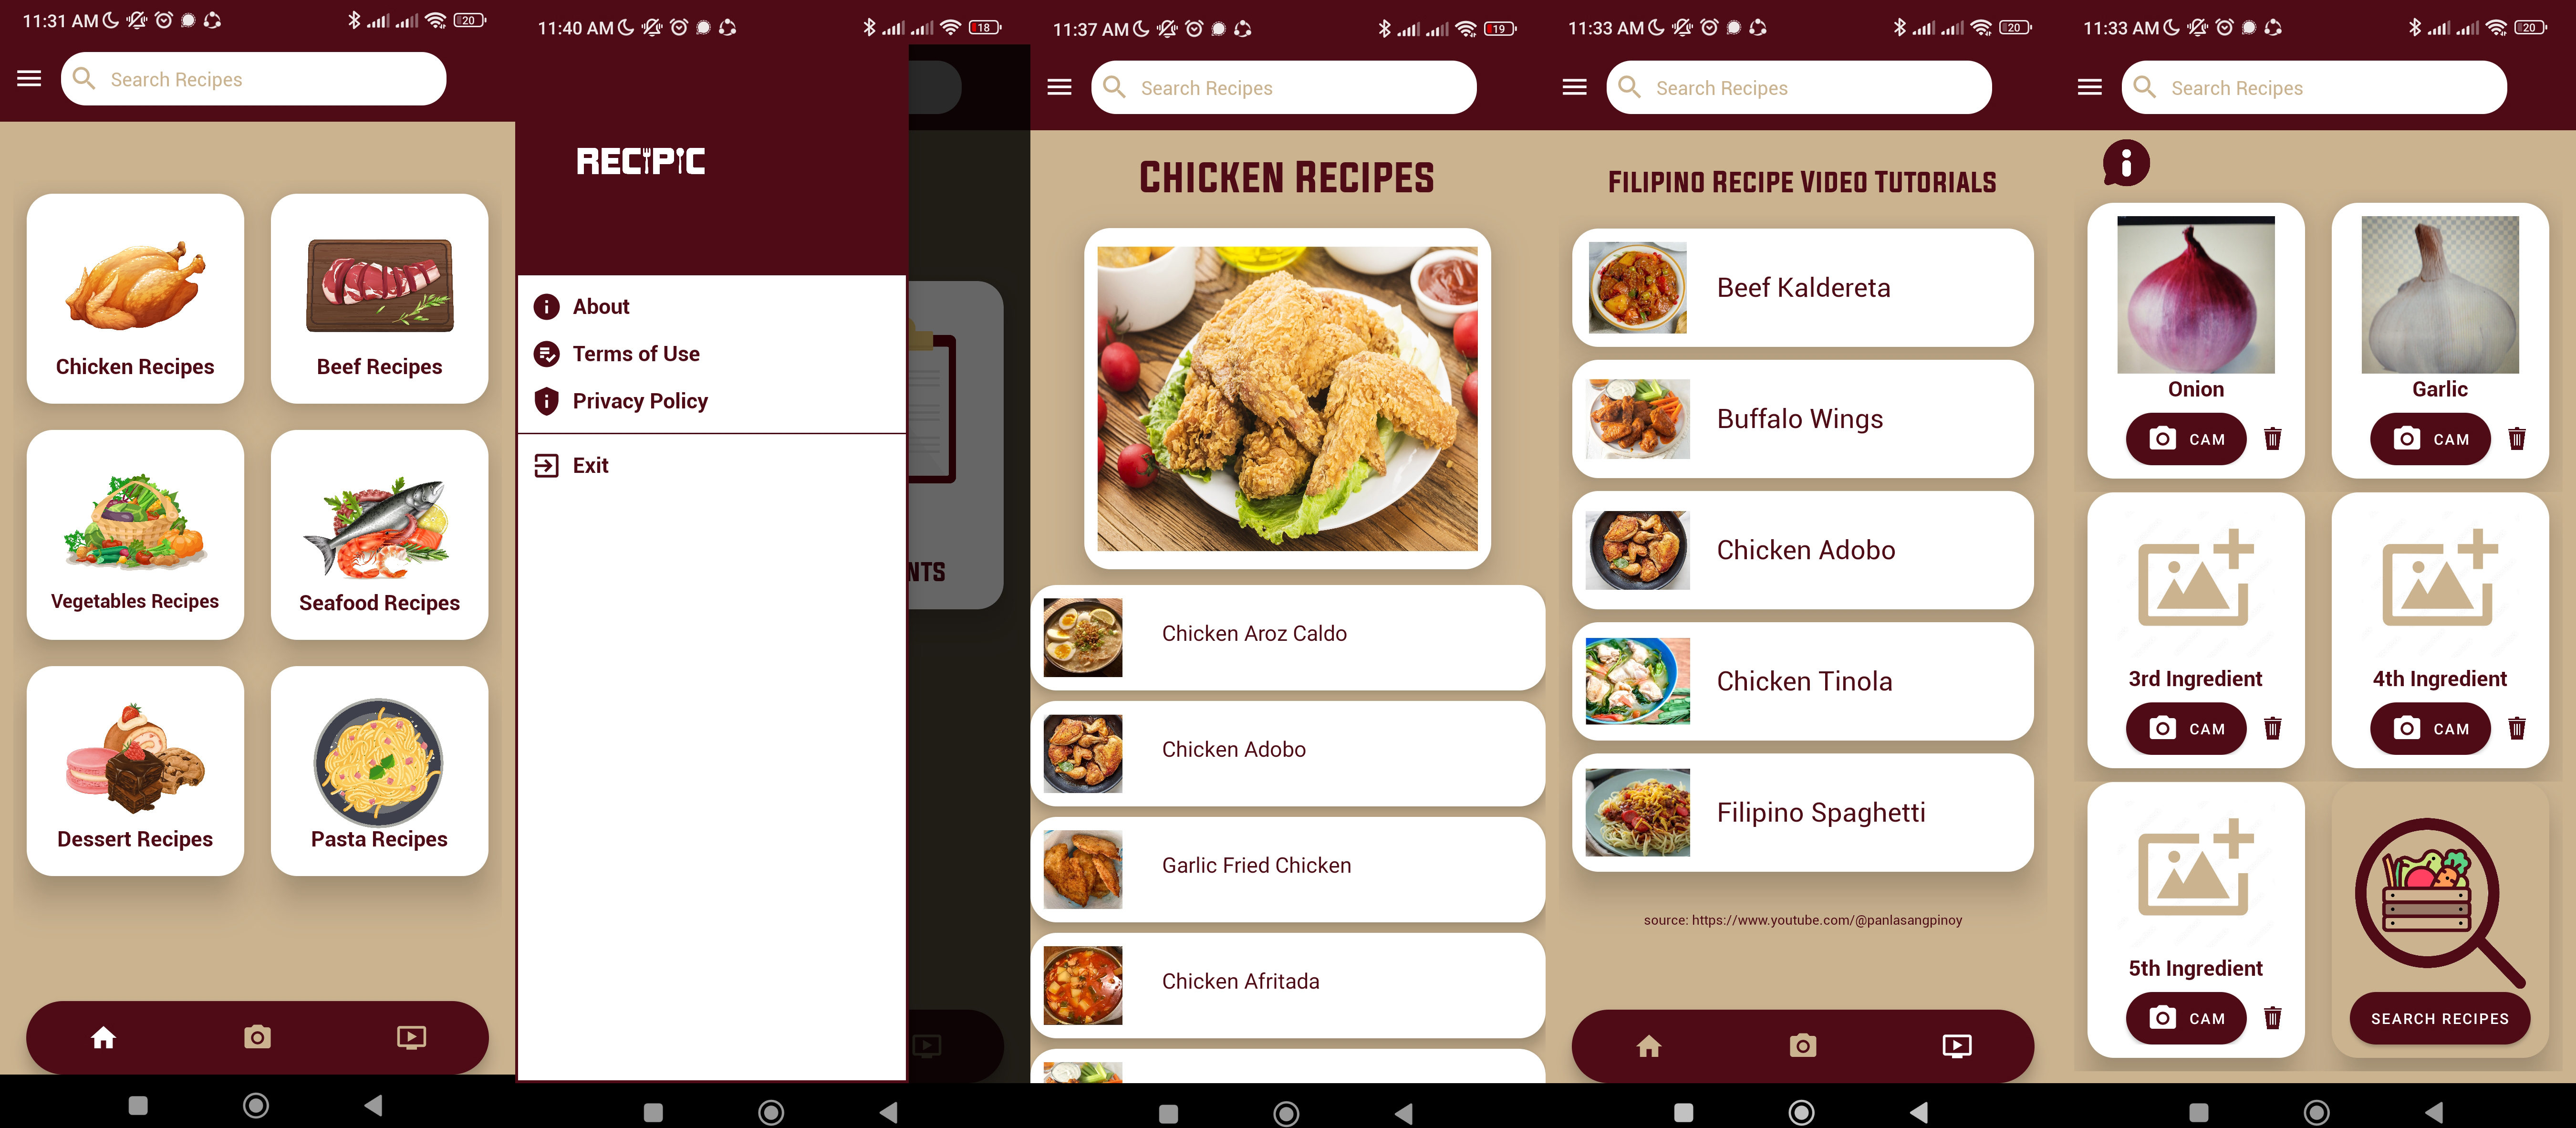 11:31 AM
20
Search Recipes
Chicken Recipes
Beef Recipes
Vegetables Recipes
Seafood Recipes
Dessert Recipes
Pasta Recipes
11:40 AM
18
RECIPIC
About
Terms of Use
Privacy Policy
Exit
NTS
11:37 AM
19
Search Recipes
CHICKEN RECIPES
Chicken Aroz Caldo
Chicken Adobo
Garlic Fried Chicken
Chicken Afritada
11:33 AM
20
Search Recipes
FILIPINO RECIPE VIDEO TUTORIALS
Beef Kaldereta
Buffalo Wings
Chicken Adobo
Chicken Tinola
Filipino Spaghetti
source: https://www.youtube.com/@panlasangpinoy
11:33 AM
20
Search Recipes
Onion
Garlic
CAM
CAM
3rd Ingredient
4th Ingredient
CAM
CAM
5th Ingredient
CAM
SEARCH RECIPES